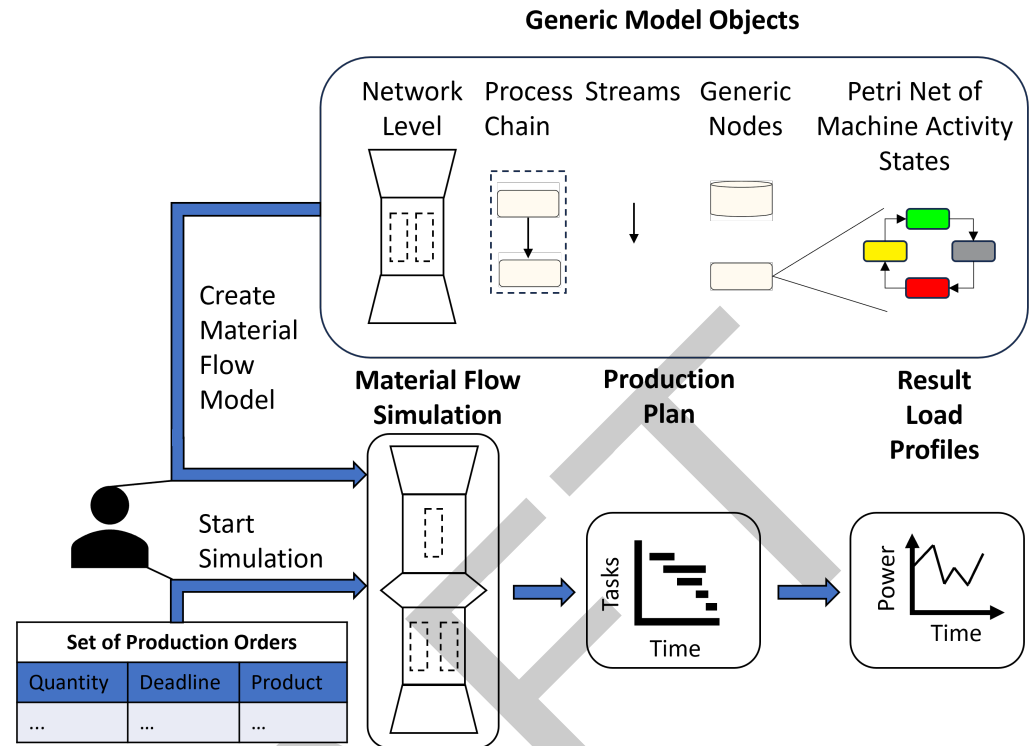 Generic Model Objects
Network
Level
Process
Chain
Streams
Generic
Nodes
Petri Net of
Machine Activity
States
Create
Material
Flow
Model
Material Flow
Simulation
Production
Plan
Result
Load
Profiles
Start
Simulation
Tasks
Time
Power
Time
Set of Production Orders
Quantity Deadline Product
... ... ...